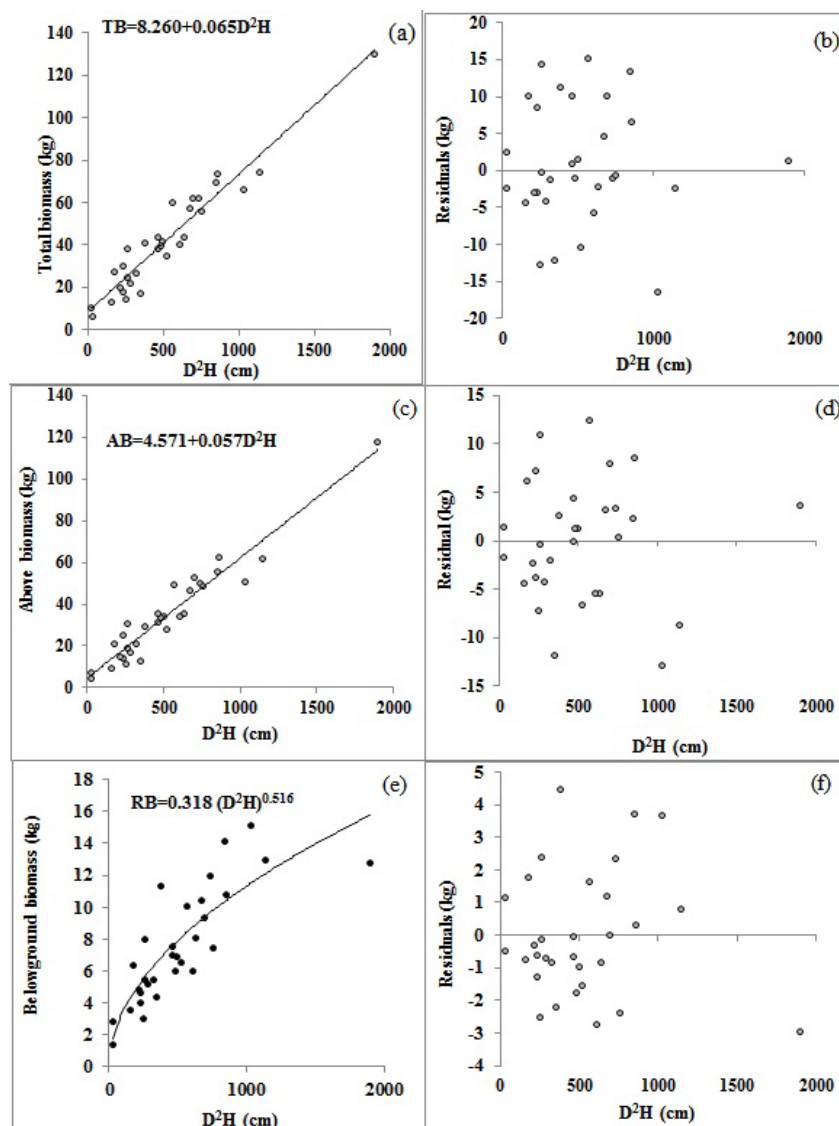 TB=8.260+0.065D²H
(a)
140
120
100
80
60
40
20
0
Total biomass (kg)
0 500 1000 1500 2000
D²H (cm)
(b)
20
15
10
5
0
-5
-10
-15
-20
Residuals (kg)
0 1000 2000
D²H (cm)
(c)
AB=4.571+0.057D²H
140
120
100
80
60
40
20
0
Above biomass (kg)
0 500 1000 1500 2000
D²H (cm)
(d)
15
10
5
0
-5
-10
-15
Residual (kg)
0 500 1000 1500 2000
D²H (cm)
(e)
RB=0.318 (D²H)⁰·⁵¹⁶
18
16
14
12
10
8
6
4
2
0
Belowground biomass (kg)
0 1000 2000
D²H (cm)
(f)
5
4
3
2
1
0
-1
-2
-3
-4
Residuals (kg)
0 500 1000 1500 2000
D²H (cm)